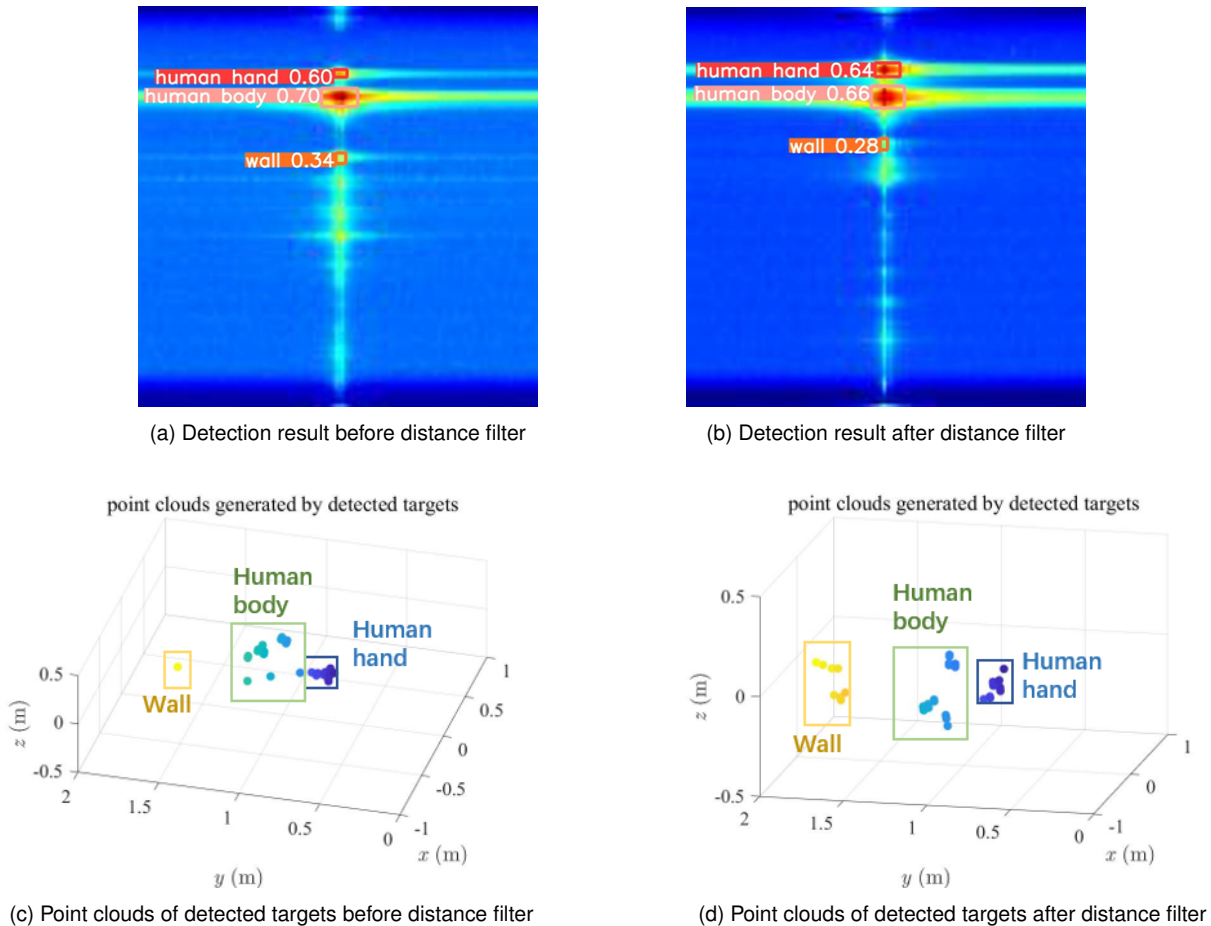 human hand 0.60
human body 0.70
wall 0.34
human hand 0.64
human body 0.66
wall 0.28
(a) Detection result before distance filter
(b) Detection result after distance filter
point clouds generated by detected targets
Human
body
Human
hand
Wall
0.5
0
-0.5
z (m)
2
1.5
1
0.5
0
y (m)
1
0.5
0
-0.5
-1
x (m)
point clouds generated by detected targets
Human
body
Human
hand
Wall
0.5
0
-0.5
z (m)
2
1.5
1
0.5
0
y (m)
1
0
-1
x (m)
(c) Point clouds of detected targets before distance filter
(d) Point clouds of detected targets after distance filter